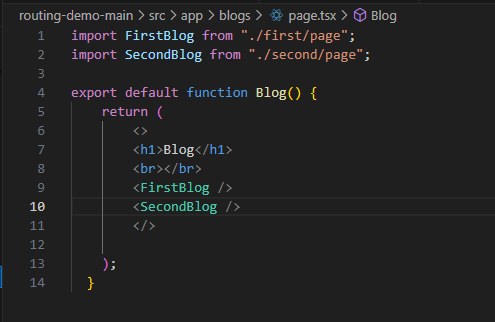 routing-demo-main > src > app > blogs > page.tsx > Blog
1 import FirstBlog from "./first/page";
2 import SecondBlog from "./second/page";
3
4 export default function Blog() {
5     return (
6         <>
7         <h1>Blog</h1>
8         <br></br>
9         <FirstBlog />
10         <SecondBlog />
11         </>
12
13     );
14   }